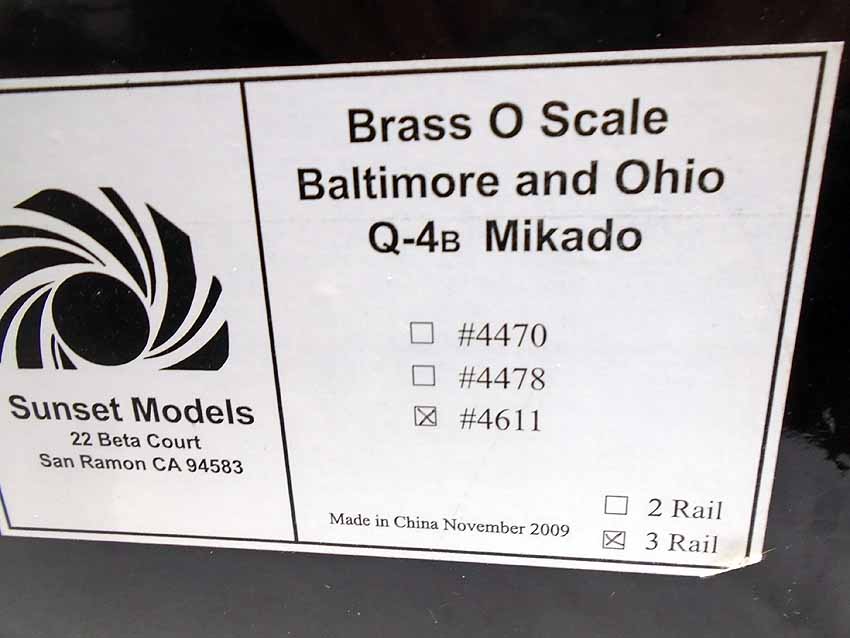 Brass O Scale
Baltimore and Ohio
Q-4B Mikado
☐ #4470
☐ #4478
☒ #4611
Sunset Models
22 Beta Court
San Ramon CA 94583
Made in China November 2009
☐ 2 Rail
☒ 3 Rail